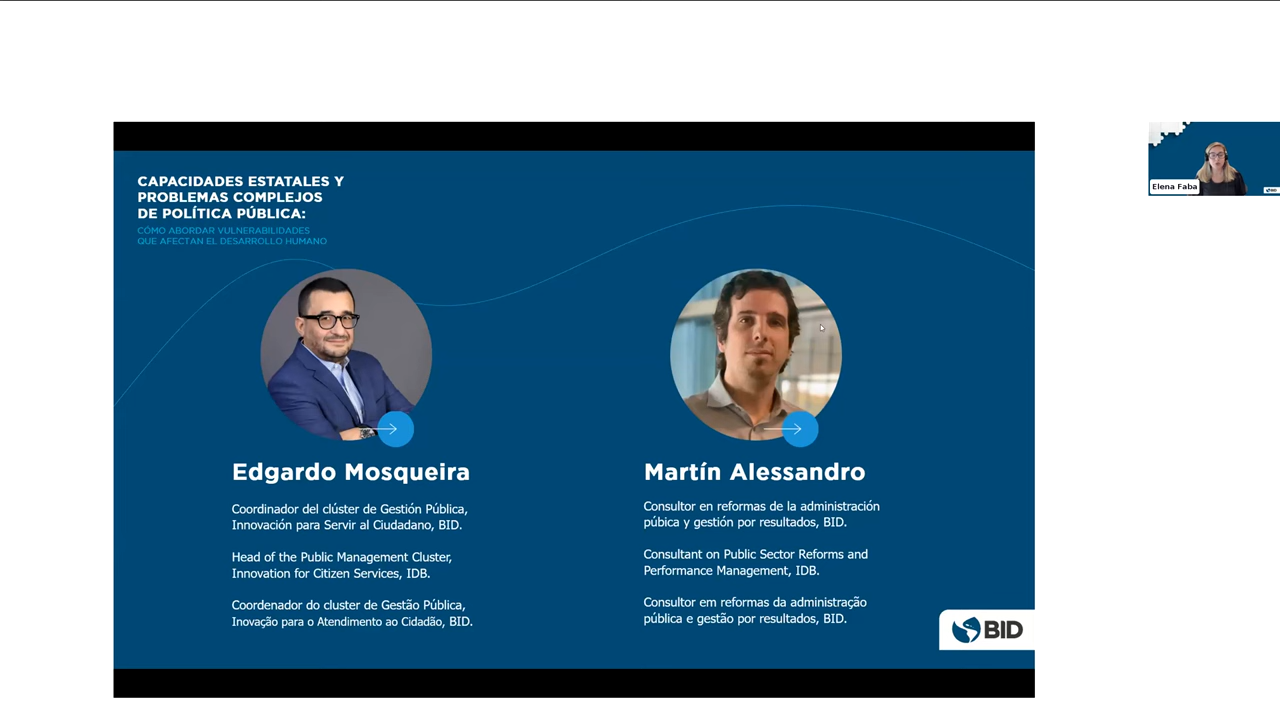 CAPACIDADES ESTATALES Y
PROBLEMAS COMPLEJOS
DE POLÍTICA PÚBLICA:
CÓMO ABORDAR VULNERABILIDADES
QUE AFECTAN EL DESARROLLO HUMANO
Edgardo Mosqueira
Coordinador del clúster de Gestión Pública,
Innovación para Servir al Ciudadano, BID.
Head of the Public Management Cluster,
Innovation for Citizen Services, IDB.
Coordenador do cluster de Gestão Pública,
Inovação para o Atendimento ao Cidadão, BID.
Martín Alessandro
Consultor en reformas de la administración
púbica y gestión por resultados, BID.
Consultant on Public Sector Reforms and
Performance Management, IDB.
Consultor em reformas da administração
pública e gestão por resultados, BID.
BID
Elena Faba
BID